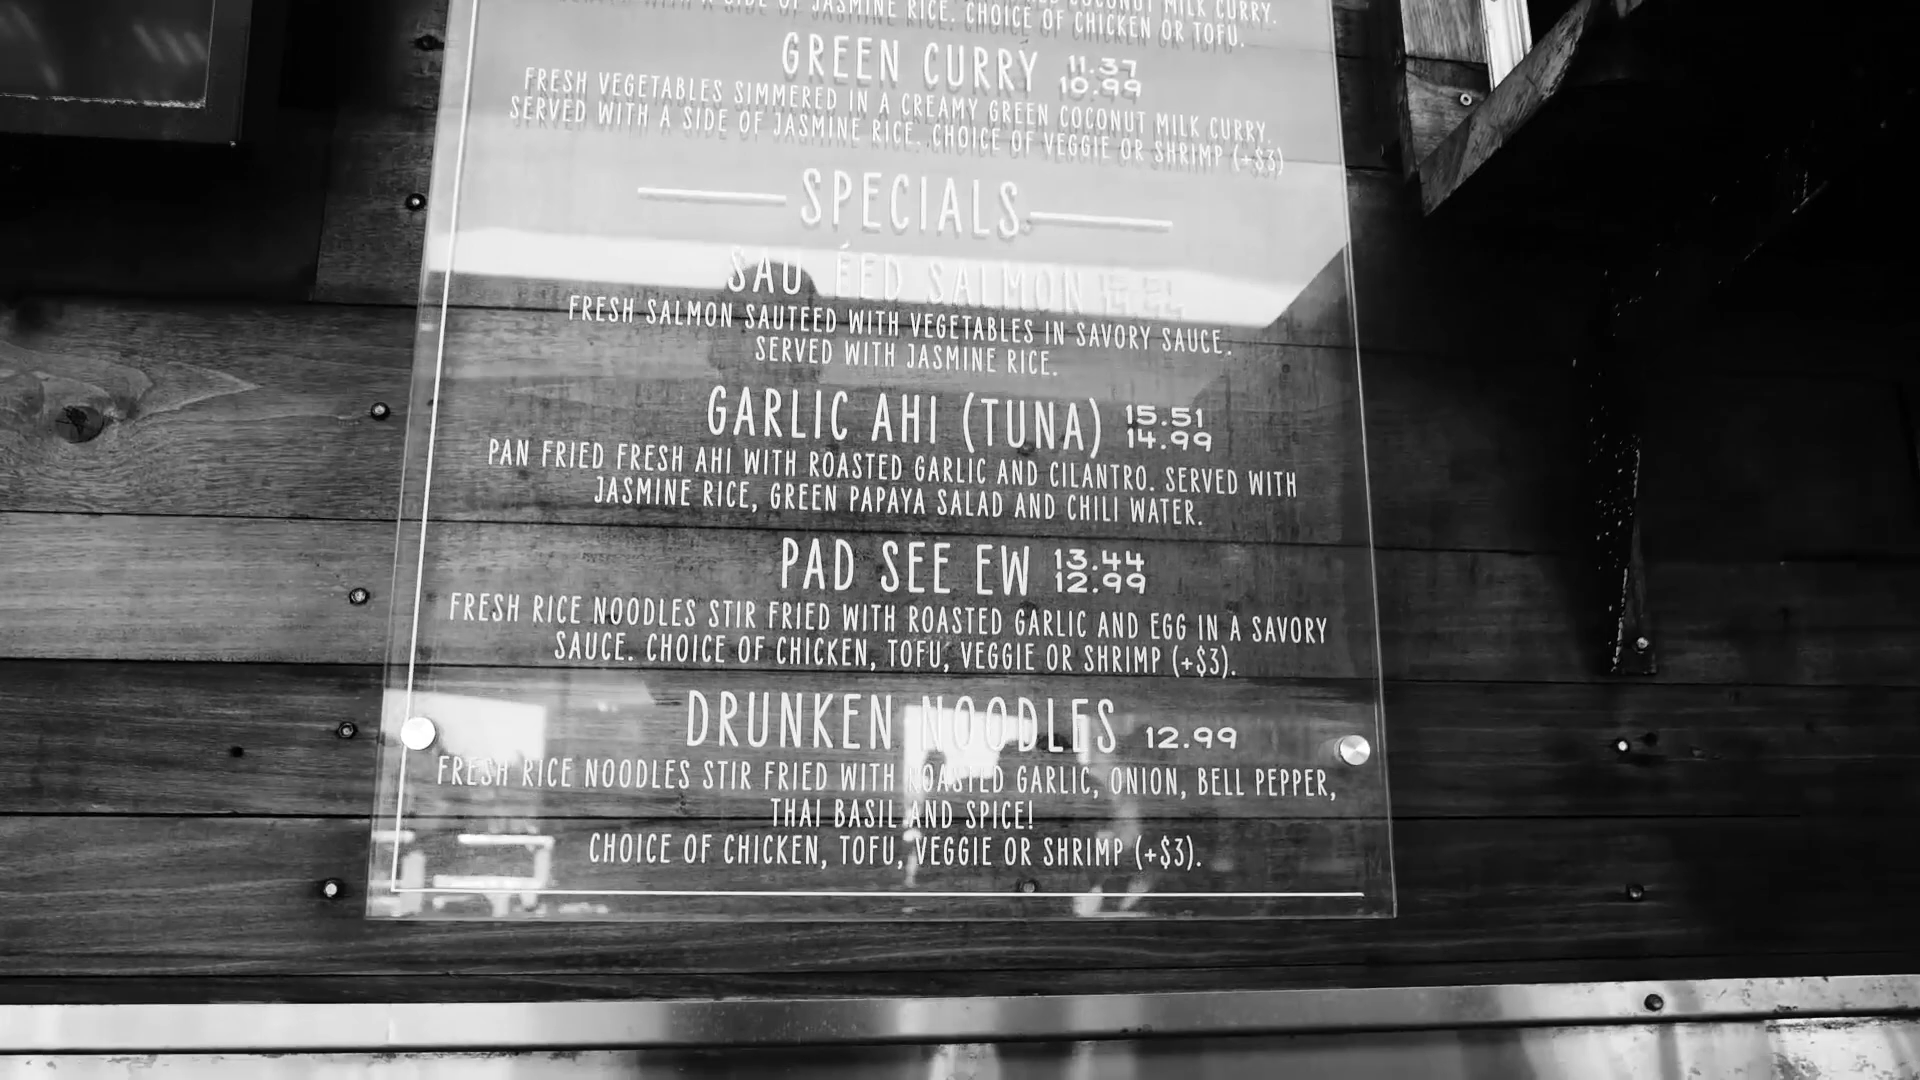 COCONUT MILK CURRY.
WITH A SIDE OF JASMINE RICE. CHOICE OF CHICKEN OR TOFU.
GREEN CURRY 11.37
10.99
FRESH VEGETABLES SIMMERED IN A CREAMY GREEN COCONUT MILK CURRY.
SERVED WITH A SIDE OF JASMINE RICE. CHOICE OF VEGGIE OR SHRIMP (+$3)
SPECIALS
SAU ÉED SALMON
FRESH SALMON SAUTEED WITH VEGETABLES IN SAVORY SAUCE.
SERVED WITH JASMINE RICE.
GARLIC AHI (TUNA) 15.51
14.99
PAN FRIED FRESH AHI WITH ROASTED GARLIC AND CILANTRO. SERVED WITH
JASMINE RICE, GREEN PAPAYA SALAD AND CHILI WATER.
PAD SEE EW 13.44
12.99
FRESH RICE NOODLES STIR FRIED WITH ROASTED GARLIC AND EGG IN A SAVORY
SAUCE. CHOICE OF CHICKEN, TOFU, VEGGIE OR SHRIMP (+$3).
DRUNKEN NOODLES 12.99
FRESH RICE NOODLES STIR FRIED WITH ROASTED GARLIC, ONION, BELL PEPPER,
THAI BASIL AND SPICE!
CHOICE OF CHICKEN, TOFU, VEGGIE OR SHRIMP (+$3).